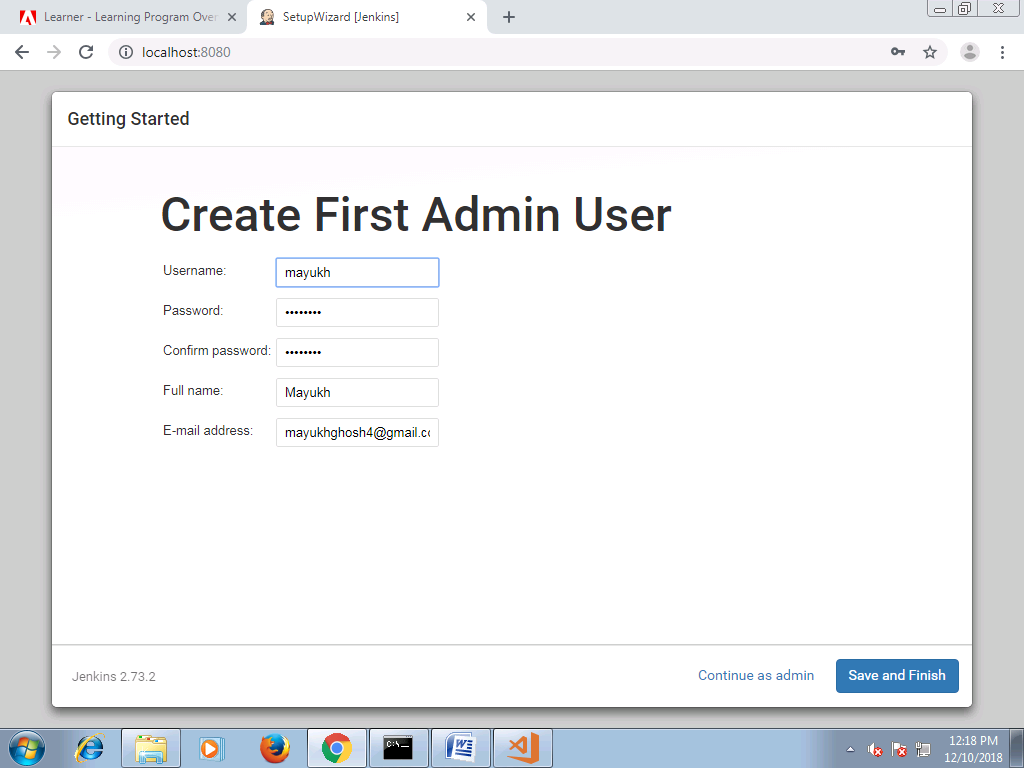 Learner - Learning Program Over
SetupWizard [Jenkins]
localhost:8080
Getting Started
Create First Admin User
Username: mayukh
Password: ••••••••
Confirm password: ••••••••
Full name: Mayukh
E-mail address: mayukhghosh4@gmail.co
Jenkins 2.73.2
Continue as admin
Save and Finish
C:\_
12:18 PM
12/10/2018